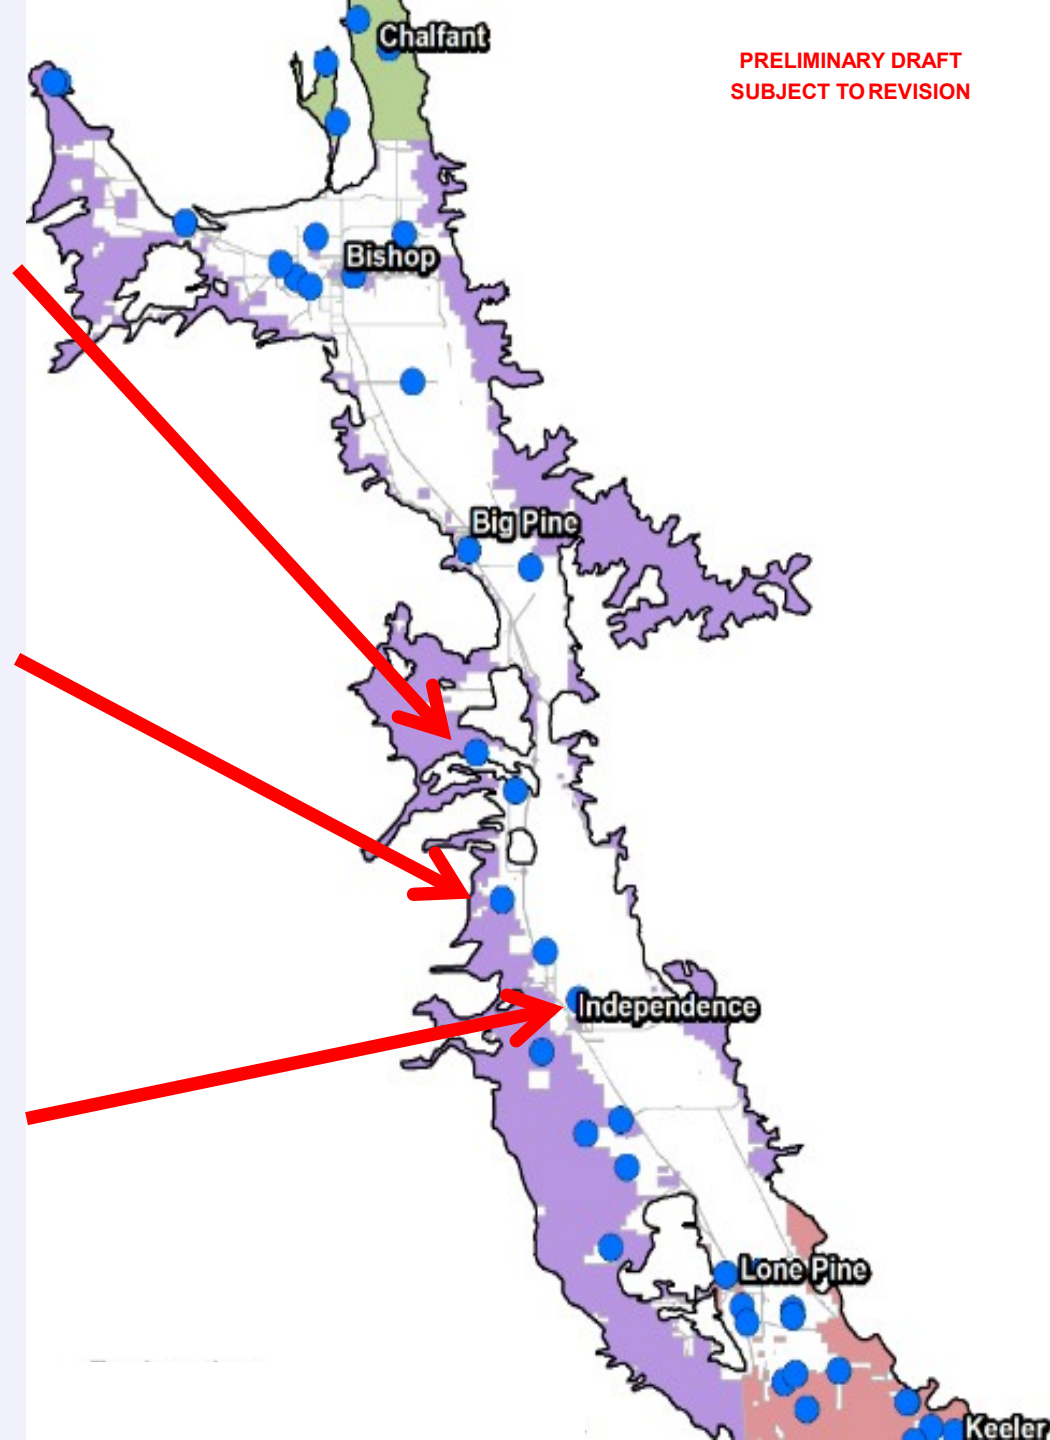 Chalfant
PRELIMINARY DRAFT
SUBJECT TO REVISION
Bishop
Big Pine
Independence
Lone Pine
Keeler